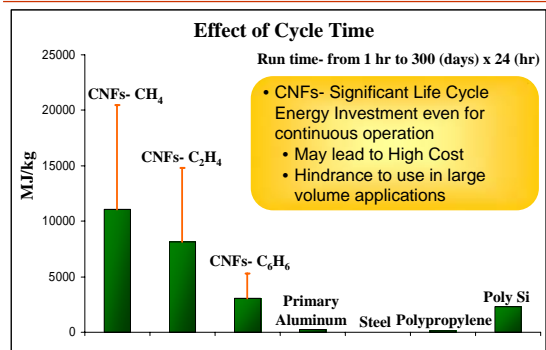 Effect of Cycle Time
Run time- from 1 hr to 300 (days) x 24 (hr)
• CNFs- Significant Life Cycle
Energy Investment even for
continuous operation
• May lead to High Cost
• Hindrance to use in large
volume applications
MJ/kg
25000
20000
15000
10000
5000
0
CNFs- CH₄
CNFs- C₂H₄
CNFs- C₆H₆
Primary
Aluminum
Steel
Polypropylene
Poly Si